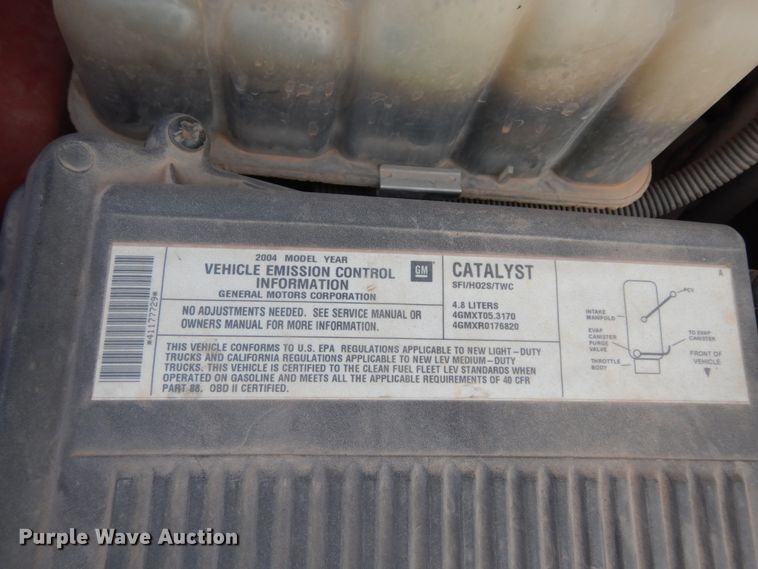 2004 MODEL YEAR
VEHICLE EMISSION CONTROL
INFORMATION
GENERAL MOTORS CORPORATION
GM
NO ADJUSTMENTS NEEDED. SEE SERVICE MANUAL OR
OWNERS MANUAL FOR MORE INFORMATION.
THIS VEHICLE CONFORMS TO U.S. EPA REGULATIONS APPLICABLE TO NEW LIGHT-DUTY
TRUCKS AND CALIFORNIA REGULATIONS APPLICABLE TO NEW LEV MEDIUM-DUTY
TRUCKS. THIS VEHICLE IS CERTIFIED TO THE CLEAN FUEL FLEET LEV STANDARDS WHEN
OPERATED ON GASOLINE AND MEETS ALL THE APPLICABLE REQUIREMENTS OF 40 CFR
PART 88. OBD II CERTIFIED.
*41177729*
CATALYST
SFI/HO2S/TWC
4.8 LITERS
4GMXT05.3170
4GMXR0176820
A
PCV
INTAKE
MANIFOLD
EVAP
CANISTER
PURGE
VALVE
THROTTLE
BODY
TO EVAP
CANISTER
FRONT OF
VEHICLE
Purple Wave Auction